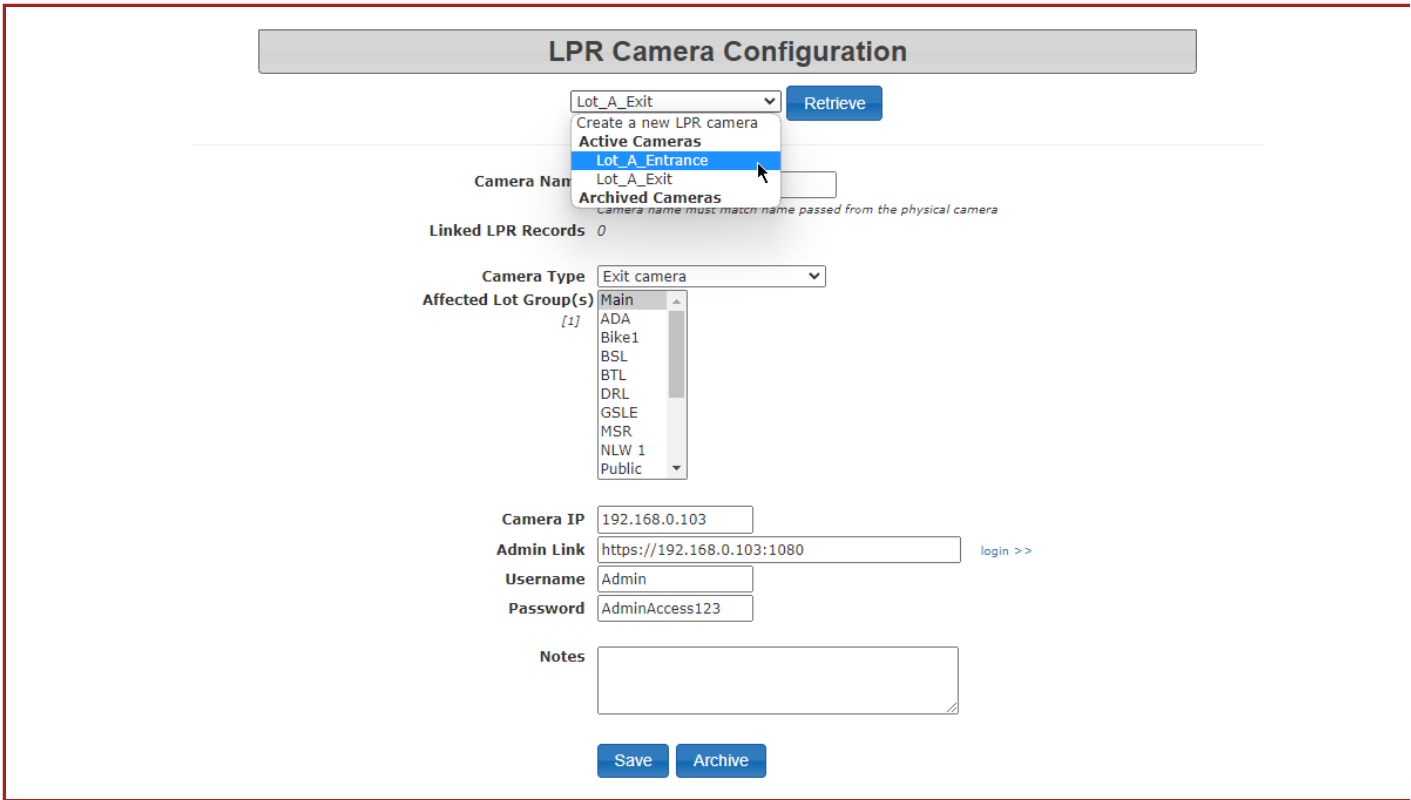 LPR Camera Configuration
Lot_A_Exit Retrieve
Create a new LPR camera
Active Cameras
Lot_A_Entrance
Lot_A_Exit
Archived Cameras
Camera Nam
Camera name must match name passed from the physical camera
Linked LPR Records 0
Camera Type Exit camera
Affected Lot Group(s) Main
[1] ADA
Bike1
BSL
BTL
DRL
GSLE
MSR
NLW 1
Public
Camera IP 192.168.0.103
Admin Link https://192.168.0.103:1080 login >>
Username Admin
Password AdminAccess123
Notes
Save Archive